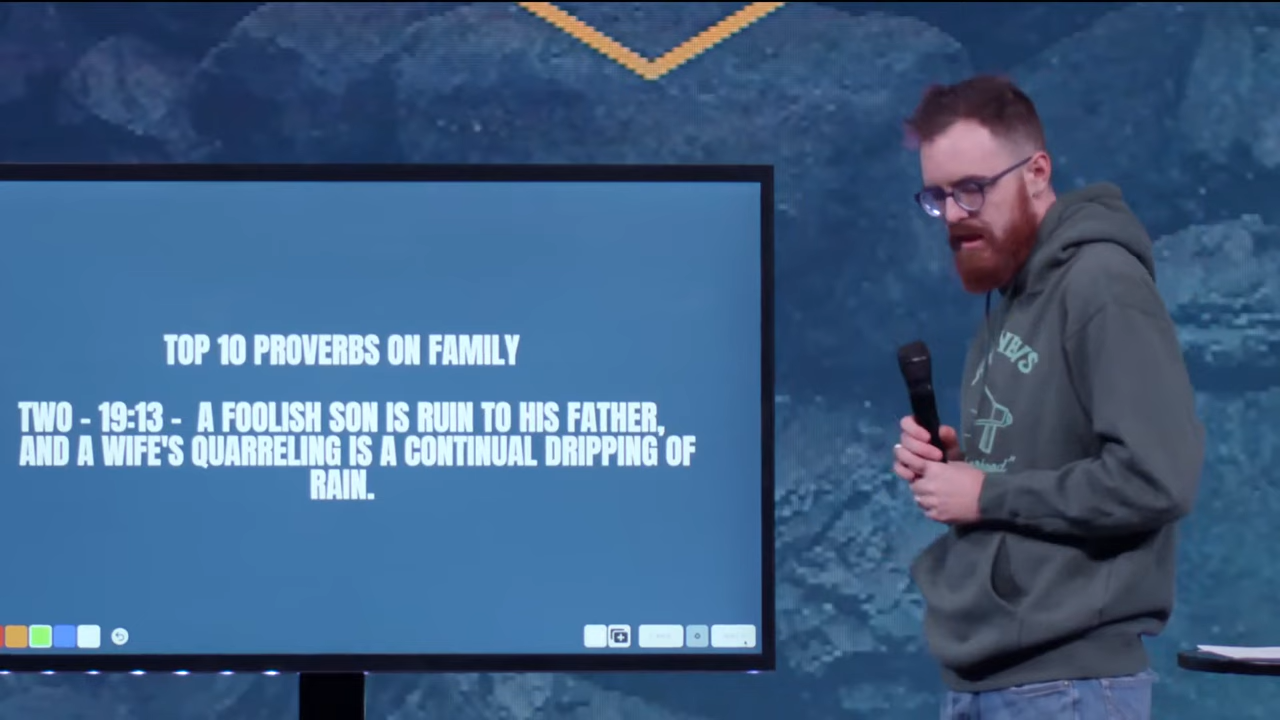 TOP 10 PROVERBS ON FAMILY
TWO - 19:13 - A FOOLISH SON IS RUIN TO HIS FATHER,
AND A WIFE'S QUARRELING IS A CONTINUAL DRIPPING OF
RAIN.